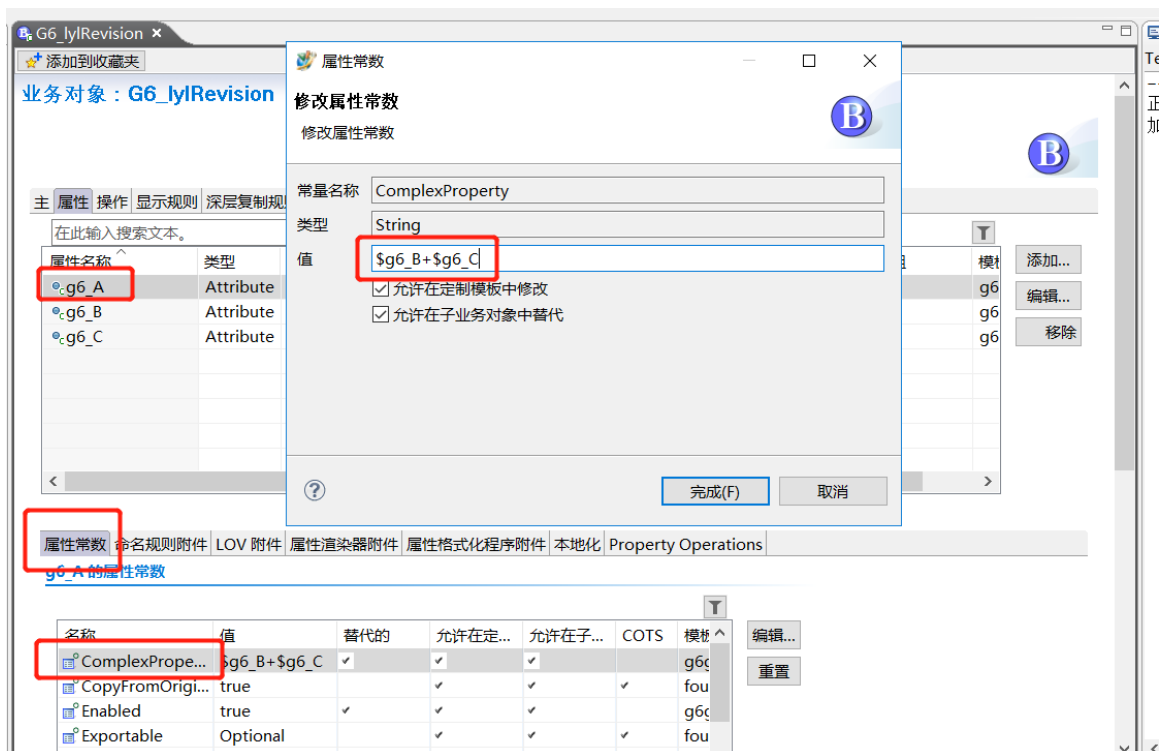 G6_lylRevision
添加到收藏夹
业务对象：G6_lylRevision
主 属性 操作 显示规则 深层复制规
在此输入搜索文本。
属性名称 类型
g6_A Attribute g6
g6_B Attribute g6
g6_C Attribute g6
添加...
编辑...
移除
属性常数
修改属性常数
修改属性常数
常量名称 ComplexProperty
类型 String
值 $g6_B+$g6_C
允许在定制模板中修改
允许在子业务对象中替代
完成(F) 取消
属性常数 命名规则附件 LOV 附件 属性渲染器附件 属性格式化程序附件 本地化 Property Operations
g6_A 的属性常数
名称 值 替代的 允许在定... 允许在子... COTS 模板
ComplexPrope... $g6_B+$g6_C g6g
CopyFromOrigi... true fou
Enabled true g6g
Exportable Optional fou
编辑...
重置